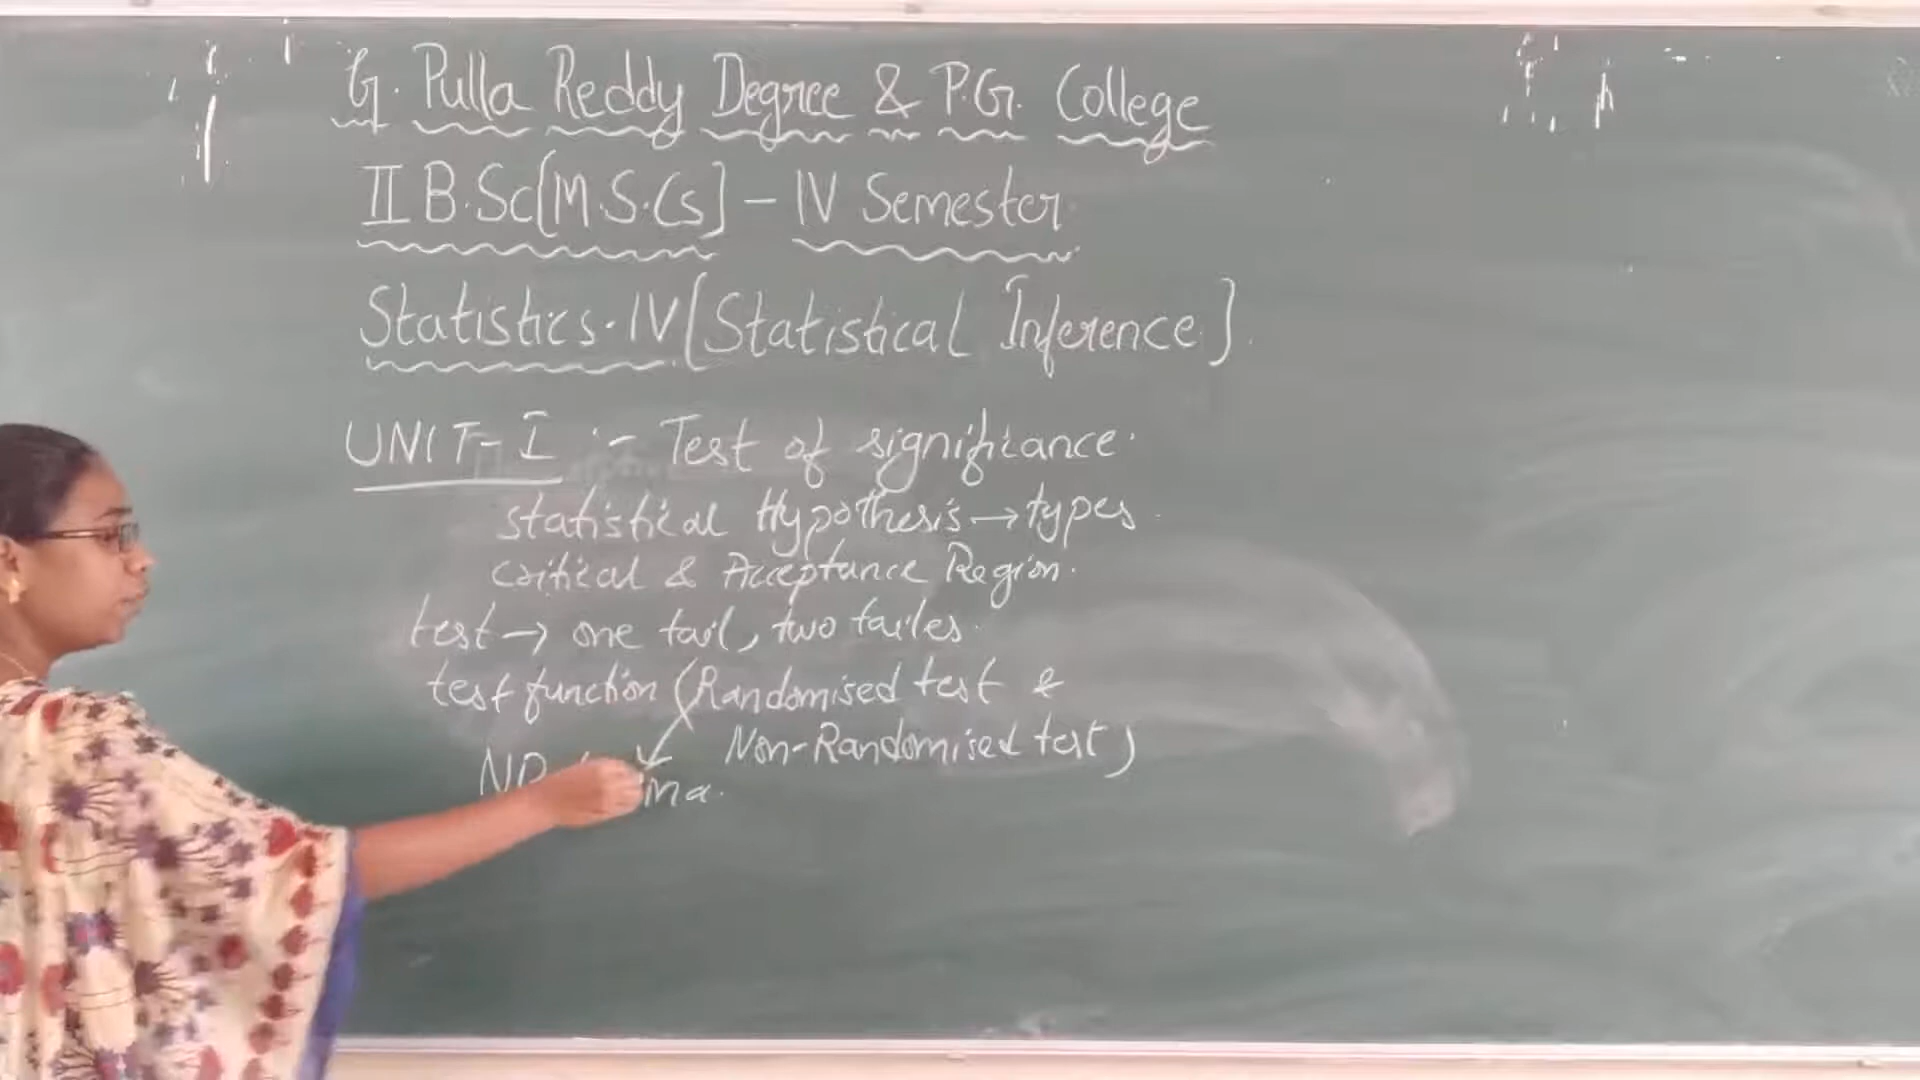 G. Pulla Reddy Degree & P.G. College
II B.Sc[M.S.Cs] - IV Semester
Statistics-IV [Statistical Inference].
UNIT-I :- Test of significance.
statistical Hypothesis → types.
critical & Acceptance Region.
test → one tail, two tailes.
test function (Randomised test &
Non-Randomised test)
NP